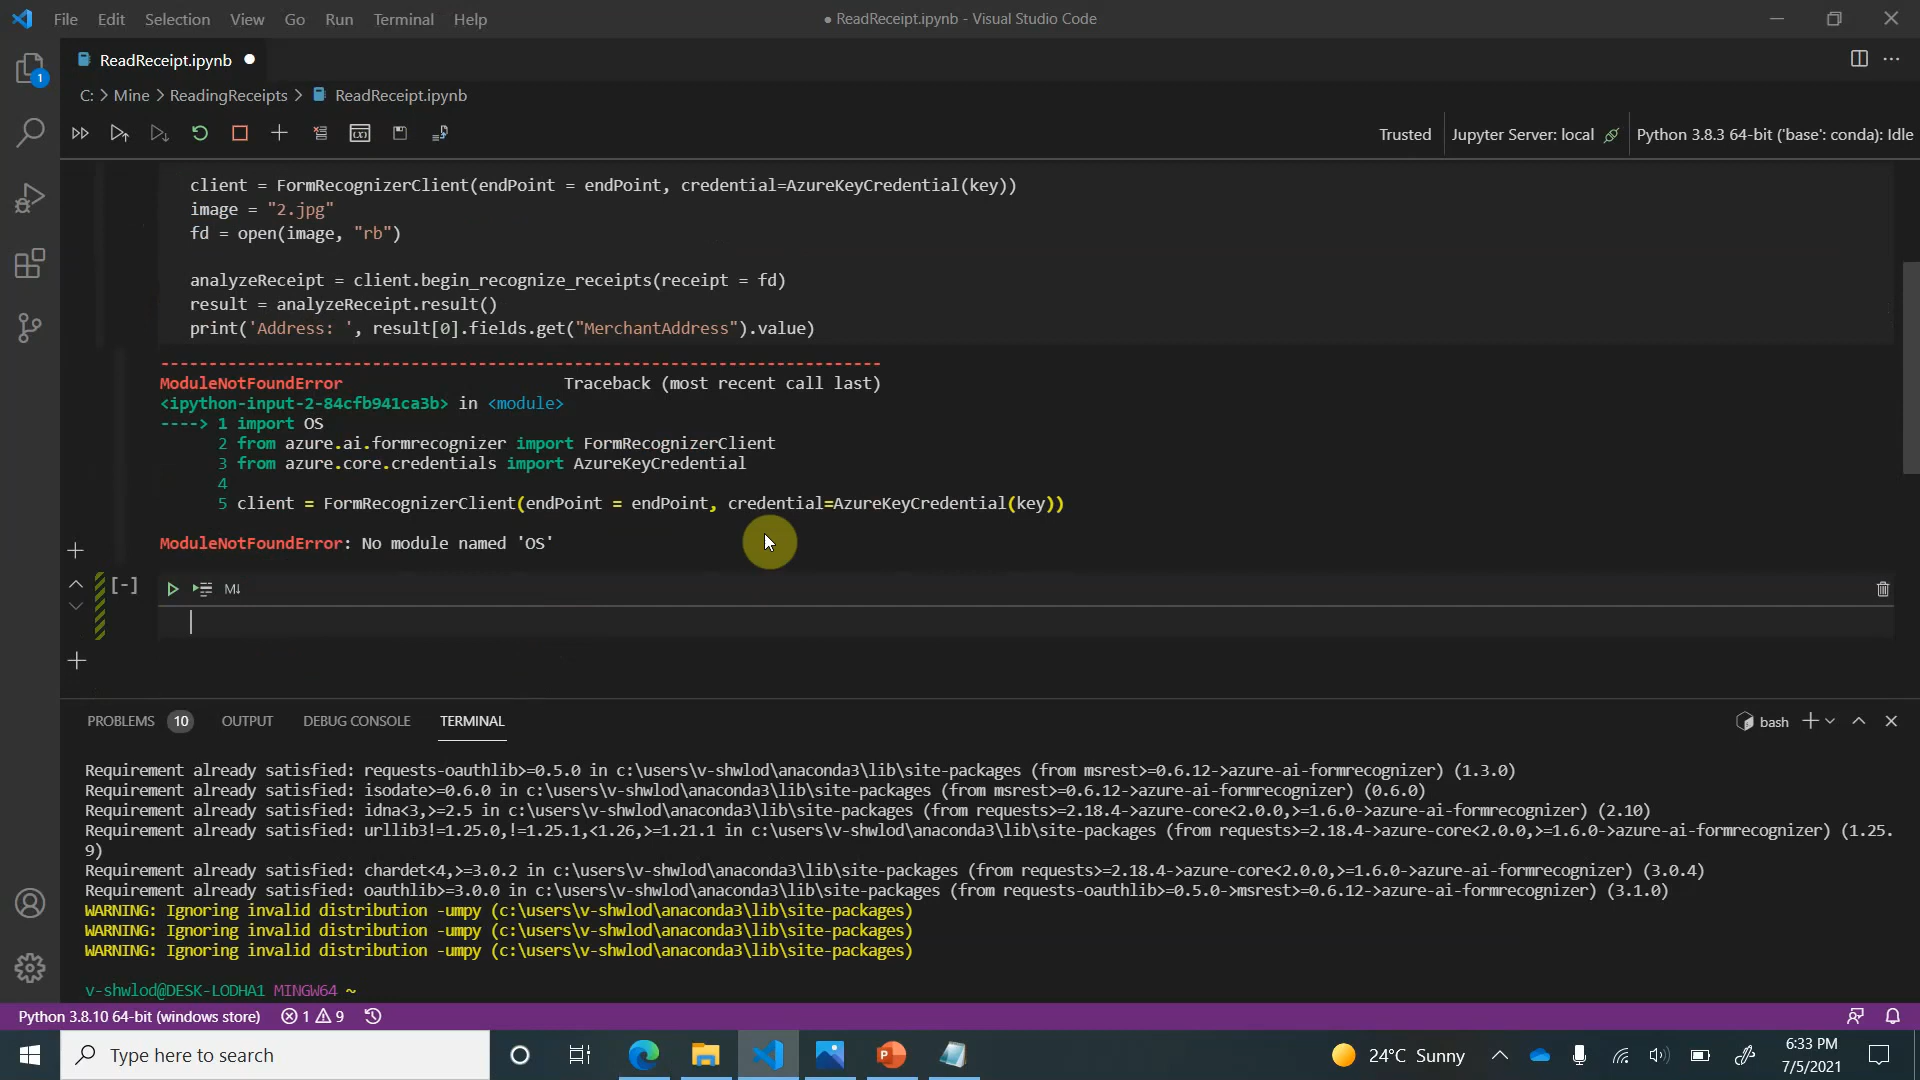 File Edit Selection View Go Run Terminal Help
● ReadReceipt.ipynb - Visual Studio Code
ReadReceipt.ipynb ●
1
C: > Mine > ReadingReceipts > ReadReceipt.ipynb
Trusted Jupyter Server: local Python 3.8.3 64-bit ('base': conda): Idle
client = FormRecognizerClient(endPoint = endPoint, credential=AzureKeyCredential(key))
image = "2.jpg"
fd = open(image, "rb")
analyzeReceipt = client.begin_recognize_receipts(receipt = fd)
result = analyzeReceipt.result()
print('Address: ', result[0].fields.get("MerchantAddress").value)
---------------------------------------------------------------------------
ModuleNotFoundError Traceback (most recent call last)
<ipython-input-2-84cfb941ca3b> in <module>
----> 1 import OS
2 from azure.ai.formrecognizer import FormRecognizerClient
3 from azure.core.credentials import AzureKeyCredential
4
5 client = FormRecognizerClient(endPoint = endPoint, credential=AzureKeyCredential(key))
ModuleNotFoundError: No module named 'OS'
[-] M↓
PROBLEMS 10 OUTPUT DEBUG CONSOLE TERMINAL bash
Requirement already satisfied: requests-oauthlib>=0.5.0 in c:\users\v-shwlod\anaconda3\lib\site-packages (from msrest>=0.6.12->azure-ai-formrecognizer) (1.3.0)
Requirement already satisfied: isodate>=0.6.0 in c:\users\v-shwlod\anaconda3\lib\site-packages (from msrest>=0.6.12->azure-ai-formrecognizer) (0.6.0)
Requirement already satisfied: idna<3,>=2.5 in c:\users\v-shwlod\anaconda3\lib\site-packages (from requests>=2.18.4->azure-core<2.0.0,>=1.6.0->azure-ai-formrecognizer) (2.10)
Requirement already satisfied: urllib3!=1.25.0,!=1.25.1,<1.26,>=1.21.1 in c:\users\v-shwlod\anaconda3\lib\site-packages (from requests>=2.18.4->azure-core<2.0.0,>=1.6.0->azure-ai-formrecognizer) (1.25.
9)
Requirement already satisfied: chardet<4,>=3.0.2 in c:\users\v-shwlod\anaconda3\lib\site-packages (from requests>=2.18.4->azure-core<2.0.0,>=1.6.0->azure-ai-formrecognizer) (3.0.4)
Requirement already satisfied: oauthlib>=3.0.0 in c:\users\v-shwlod\anaconda3\lib\site-packages (from requests-oauthlib>=0.5.0->msrest>=0.6.12->azure-ai-formrecognizer) (3.1.0)
WARNING: Ignoring invalid distribution -umpy (c:\users\v-shwlod\anaconda3\lib\site-packages)
WARNING: Ignoring invalid distribution -umpy (c:\users\v-shwlod\anaconda3\lib\site-packages)
WARNING: Ignoring invalid distribution -umpy (c:\users\v-shwlod\anaconda3\lib\site-packages)
v-shwlod@DESK-LODHA1 MINGW64 ~
Python 3.8.10 64-bit (windows store) 1 9
Type here to search
24°C Sunny
6:33 PM
7/5/2021